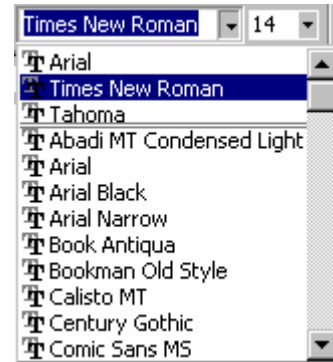 Times New Roman 14
Arial
Times New Roman
Tahoma
Abadi MT Condensed Light
Arial
Arial Black
Arial Narrow
Book Antiqua
Bookman Old Style
Calisto MT
Century Gothic
Comic Sans MS